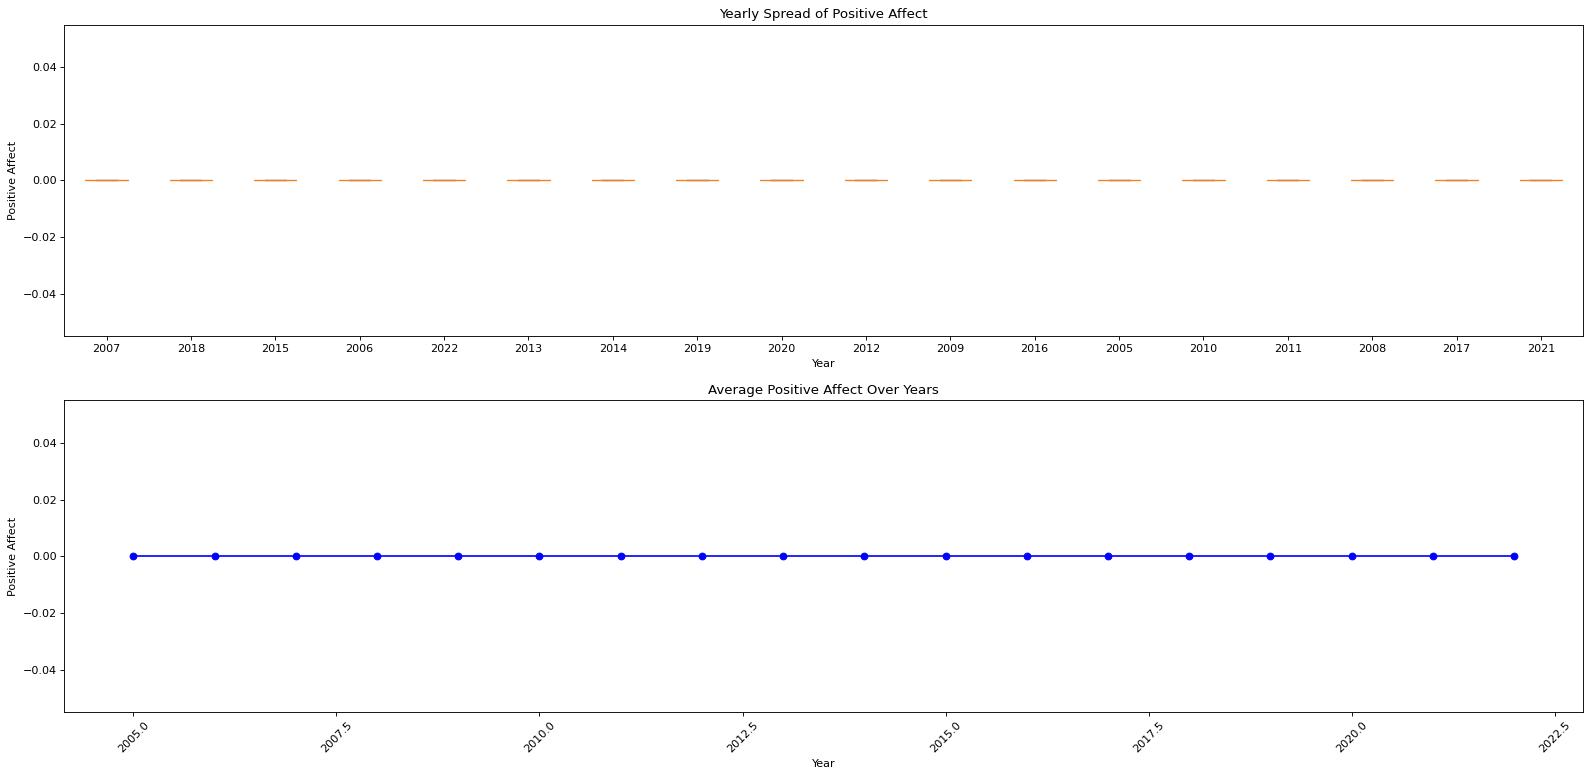 Yearly Spread of Positive Affect
Positive Affect
0.04
0.02
0.00
−0.02
−0.04
2007 2018 2015 2006 2022 2013 2014 2019 2020 2012 2009 2016 2005 2010 2011 2008 2017 2021
Year
Average Positive Affect Over Years
Positive Affect
0.04
0.02
0.00
−0.02
−0.04
2005.0 2007.5 2010.0 2012.5 2015.0 2017.5 2020.0 2022.5
Year